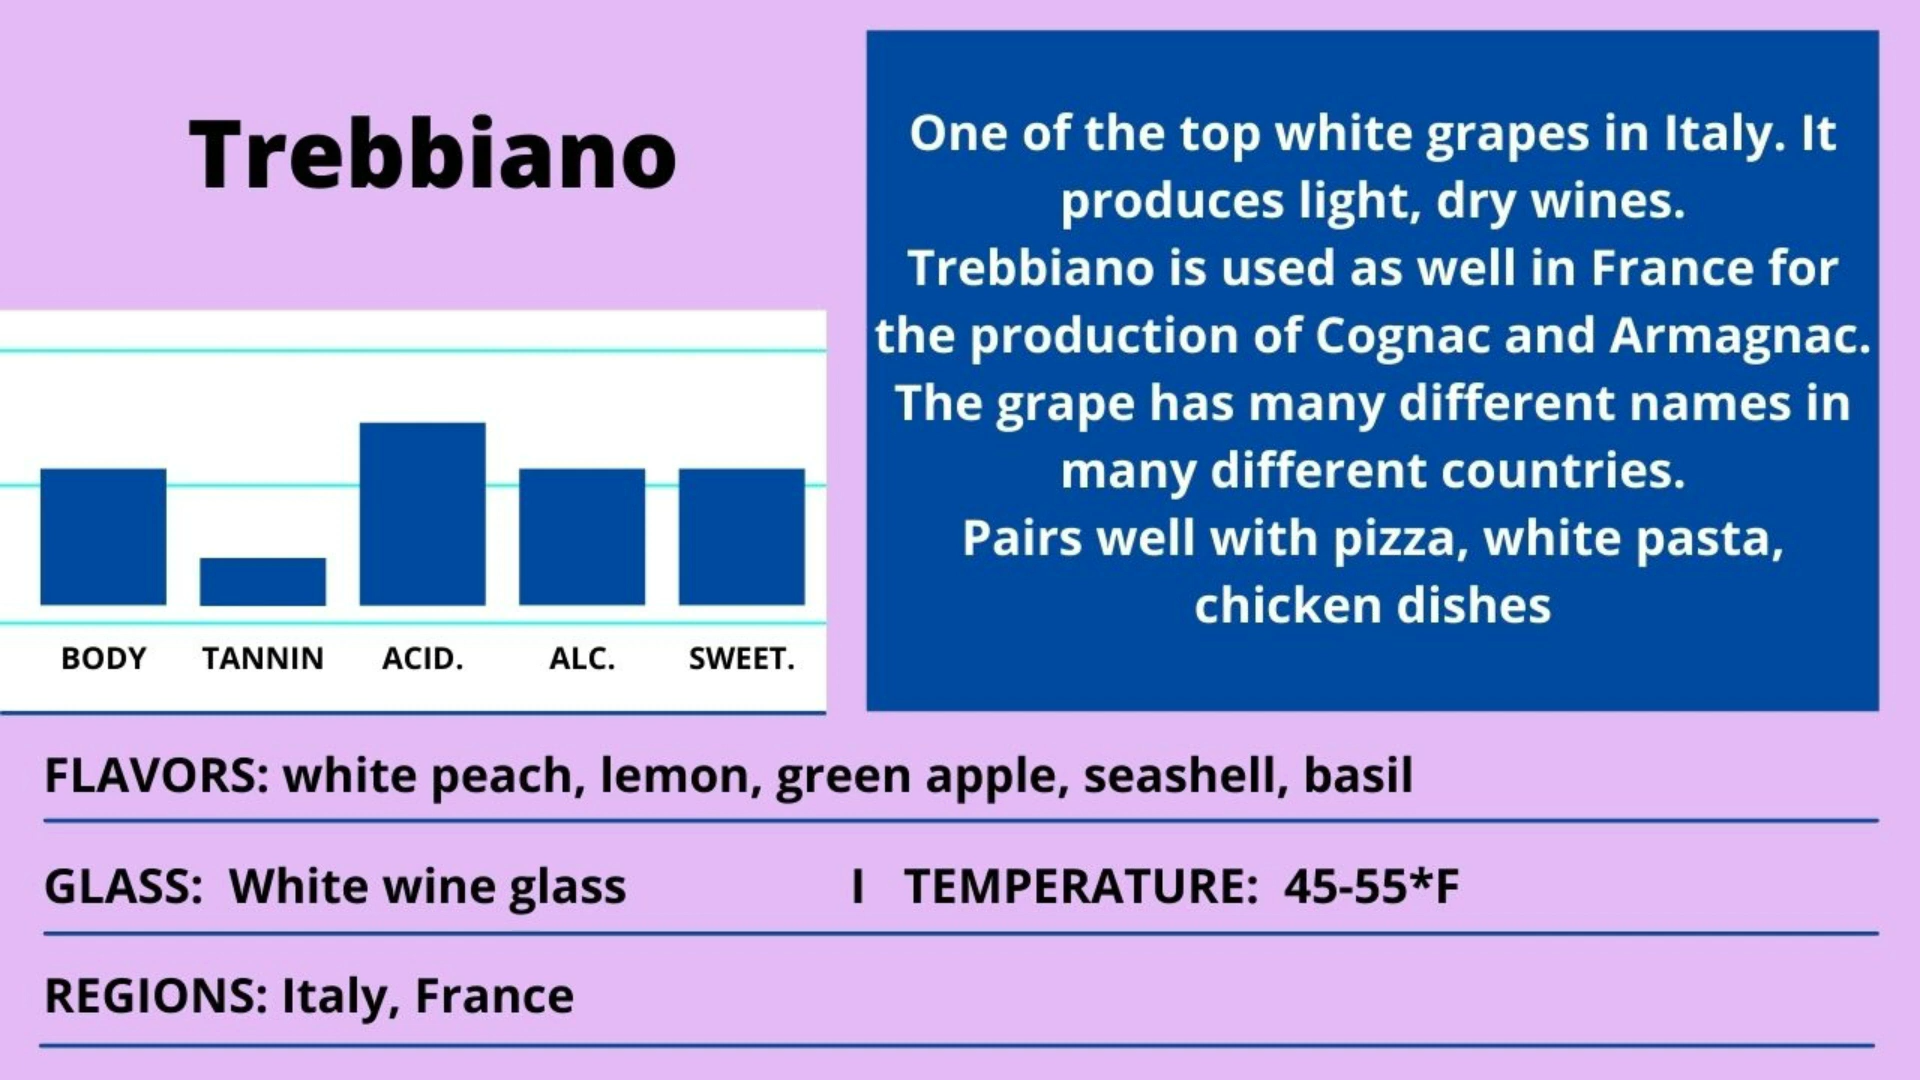 Trebbiano
One of the top white grapes in Italy. It
produces light, dry wines.
Trebbiano is used as well in France for
the production of Cognac and Armagnac.
The grape has many different names in
many different countries.
Pairs well with pizza, white pasta,
chicken dishes
BODY TANNIN ACID. ALC. SWEET.
FLAVORS: white peach, lemon, green apple, seashell, basil
GLASS: White wine glass I TEMPERATURE: 45-55*F
REGIONS: Italy, France